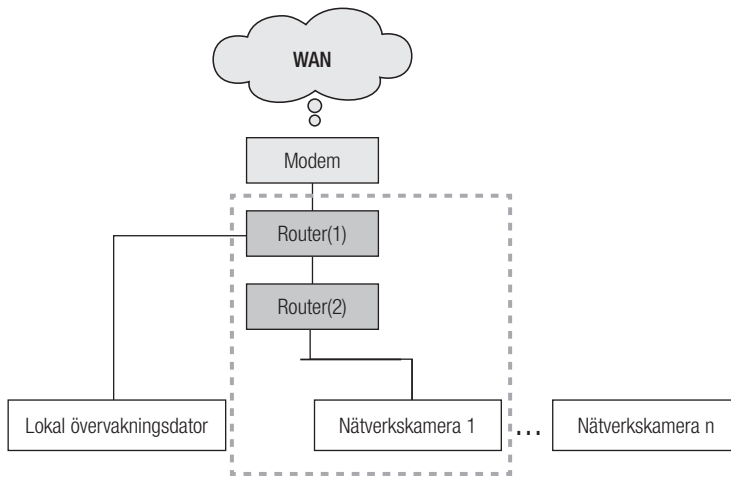 WAN
Modem
Router(1)
Router(2)
Lokal övervakningsdator
Nätverkskamera 1
...
Nätverkskamera n